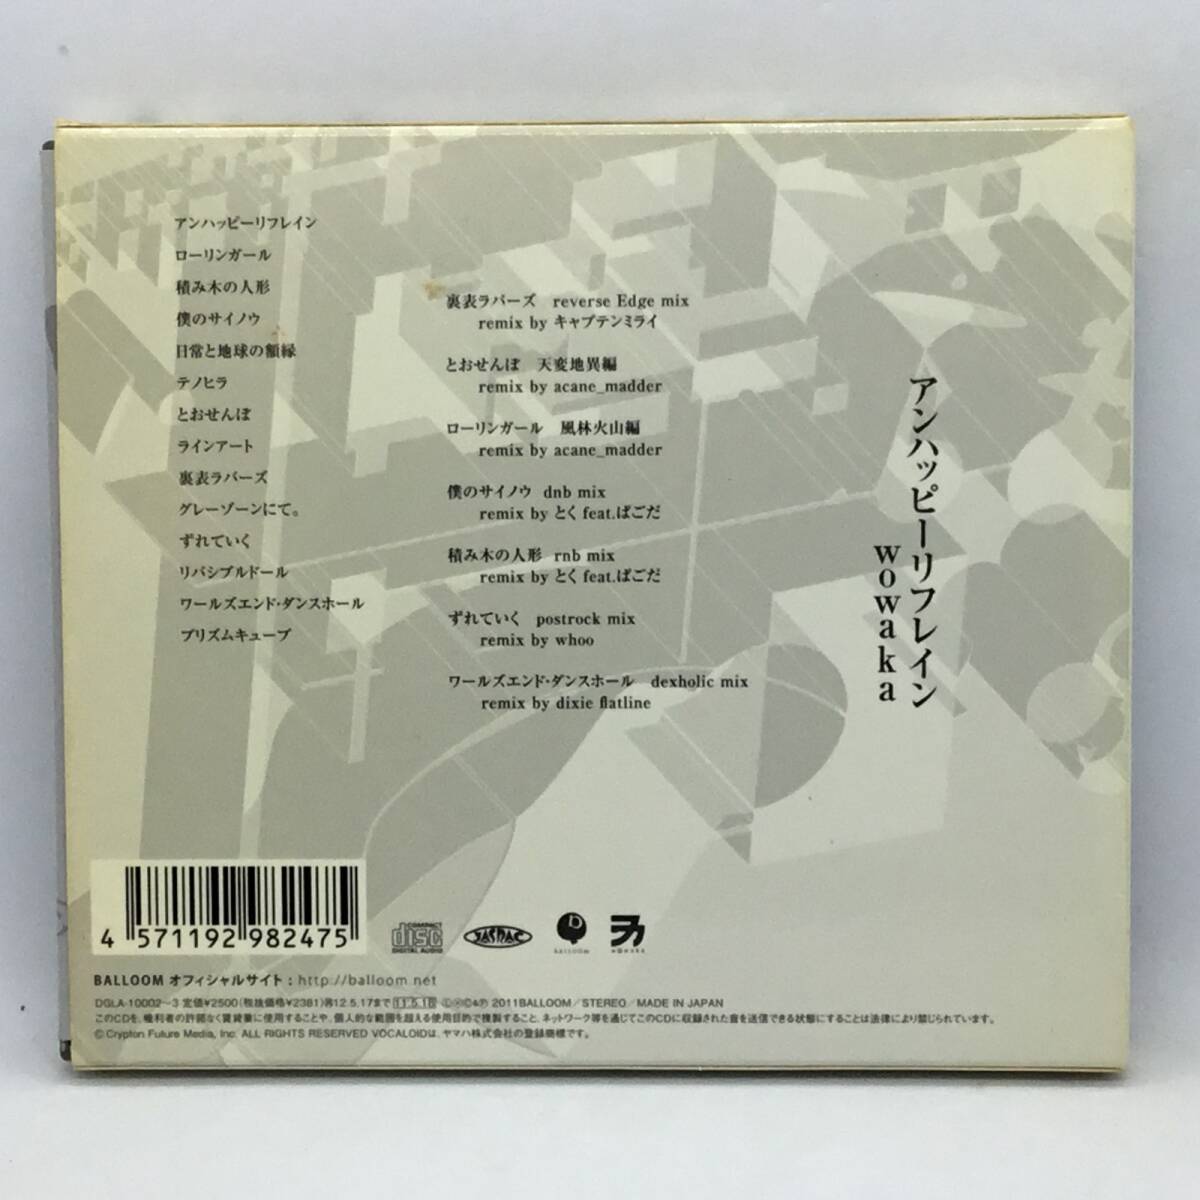 アンハッピーリフレイン
ローリンガール
積み木の人形
僕のサイノウ
日常と地球の額縁
テノヒラ
とおせんぼ
ラインアート
裏表ラバーズ
グレーゾーンにて。
ずれていく
リバシブルドール
ワールズエンド・ダンスホール
プリズムキューブ
裏表ラバーズ reverse Edge mix
remix by キャプテンミライ
とおせんぼ 天変地異編
remix by acane_madder
ローリンガール 風林火山編
remix by acane_madder
僕のサイノウ dnb mix
remix by とく feat.ぱごだ
積み木の人形 rnb mix
remix by とく feat.ぱごだ
ずれていく postrock mix
remix by whoo
ワールズエンド・ダンスホール dexholic mix
remix by dixie flatline
アンハッピーリフレイン
wowaka
4 571192 982475
COMPACT
disc
DIGITAL AUDIO
JASRAC
BALLOOM
BALLOOM オフィシャルサイト : http://balloom.net
DGLA-10002~3 定価¥2500(税抜価格¥2381)再12.5.17まで 11.5.18 Ⓛ Ⓧ Ⓒ&Ⓟ 2011BALLOOM/STEREO/MADE IN JAPAN
このCDを、権利者の許諾なく賃貸業に使用することや、個人的な範囲を超える使用目的で複製すること、ネットワーク等を通じてこのCDに収録された音を送信できる状態にすることは法律により禁じられています。
© Crypton Future Media, Inc. ALL RIGHTS RESERVED VOCALOIDは、ヤマハ株式会社の登録商標です。